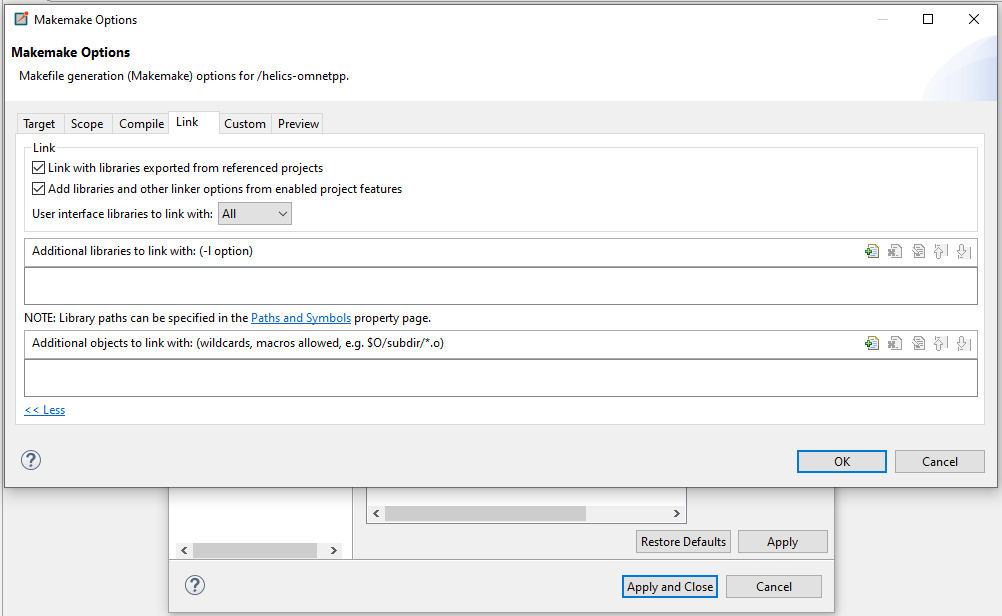 Makemake Options
Makemake Options
Makefile generation (Makemake) options for /helics-omnetpp.
Target Scope Compile Link Custom Preview
Link
Link with libraries exported from referenced projects
Add libraries and other linker options from enabled project features
User interface libraries to link with: All
Additional libraries to link with: (-l option)
NOTE: Library paths can be specified in the Paths and Symbols property page.
Additional objects to link with: (wildcards, macros allowed, e.g. $O/subdir/*.o)
<< Less
? OK Cancel
Restore Defaults Apply
? Apply and Close Cancel